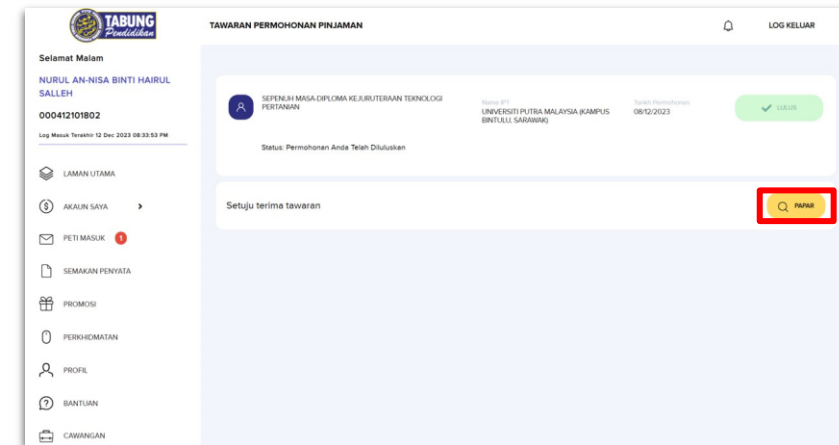 TABUNG
Pendidikan
TAWARAN PERMOHONAN PINJAMAN
LOG KELUAR
Selamat Malam
NURUL AN-NISA BINTI HAIRUL
SALLEH
000412101802
Log Masuk Terakhir 12 Dec 2023 08:33:53 PM
LAMAN UTAMA
AKAUN SAYA
PETI MASUK 1
SEMAKAN PENYATA
PROMOSI
PERKHIDMATAN
PROFIL
BANTUAN
CAWANGAN
SEPENUH MASA-DIPLOMA KEJURUTERAAN TEKNOLOGI
PERTANIAN
Nama IPT
UNIVERSITI PUTRA MALAYSIA (KAMPUS
BINTULU, SARAWAK)
Tarikh Permohonan
08/12/2023
LULUS
Status: Permohonan Anda Telah Diluluskan
Setuju terima tawaran
PAPAR